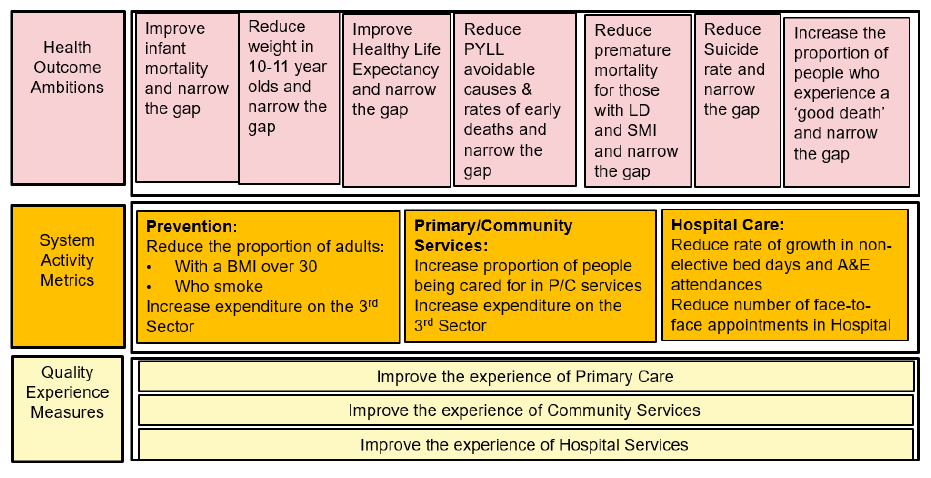 Health
Outcome
Ambitions
Improve
infant
mortality
and narrow
the gap
Reduce
weight in
10-11 year
olds and
narrow the
gap
Improve
Healthy Life
Expectancy
and narrow
the gap
Reduce
PYLL
avoidable
causes &
rates of early
deaths and
narrow the
gap
Reduce
premature
mortality
for those
with LD
and SMI
and narrow
the gap
Reduce
Suicide
rate and
narrow
the gap
Increase the
proportion of
people who
experience a
‘good death’
and narrow
the gap
System
Activity
Metrics
Prevention:
Reduce the proportion of adults:
• With a BMI over 30
• Who smoke
Increase expenditure on the 3rd
Sector
Primary/Community
Services:
Increase proportion of people
being cared for in P/C services
Increase expenditure on the
3rd Sector
Hospital Care:
Reduce rate of growth in non-
elective bed days and A&E
attendances
Reduce number of face-to-
face appointments in Hospital
Quality
Experience
Measures
Improve the experience of Primary Care
Improve the experience of Community Services
Improve the experience of Hospital Services